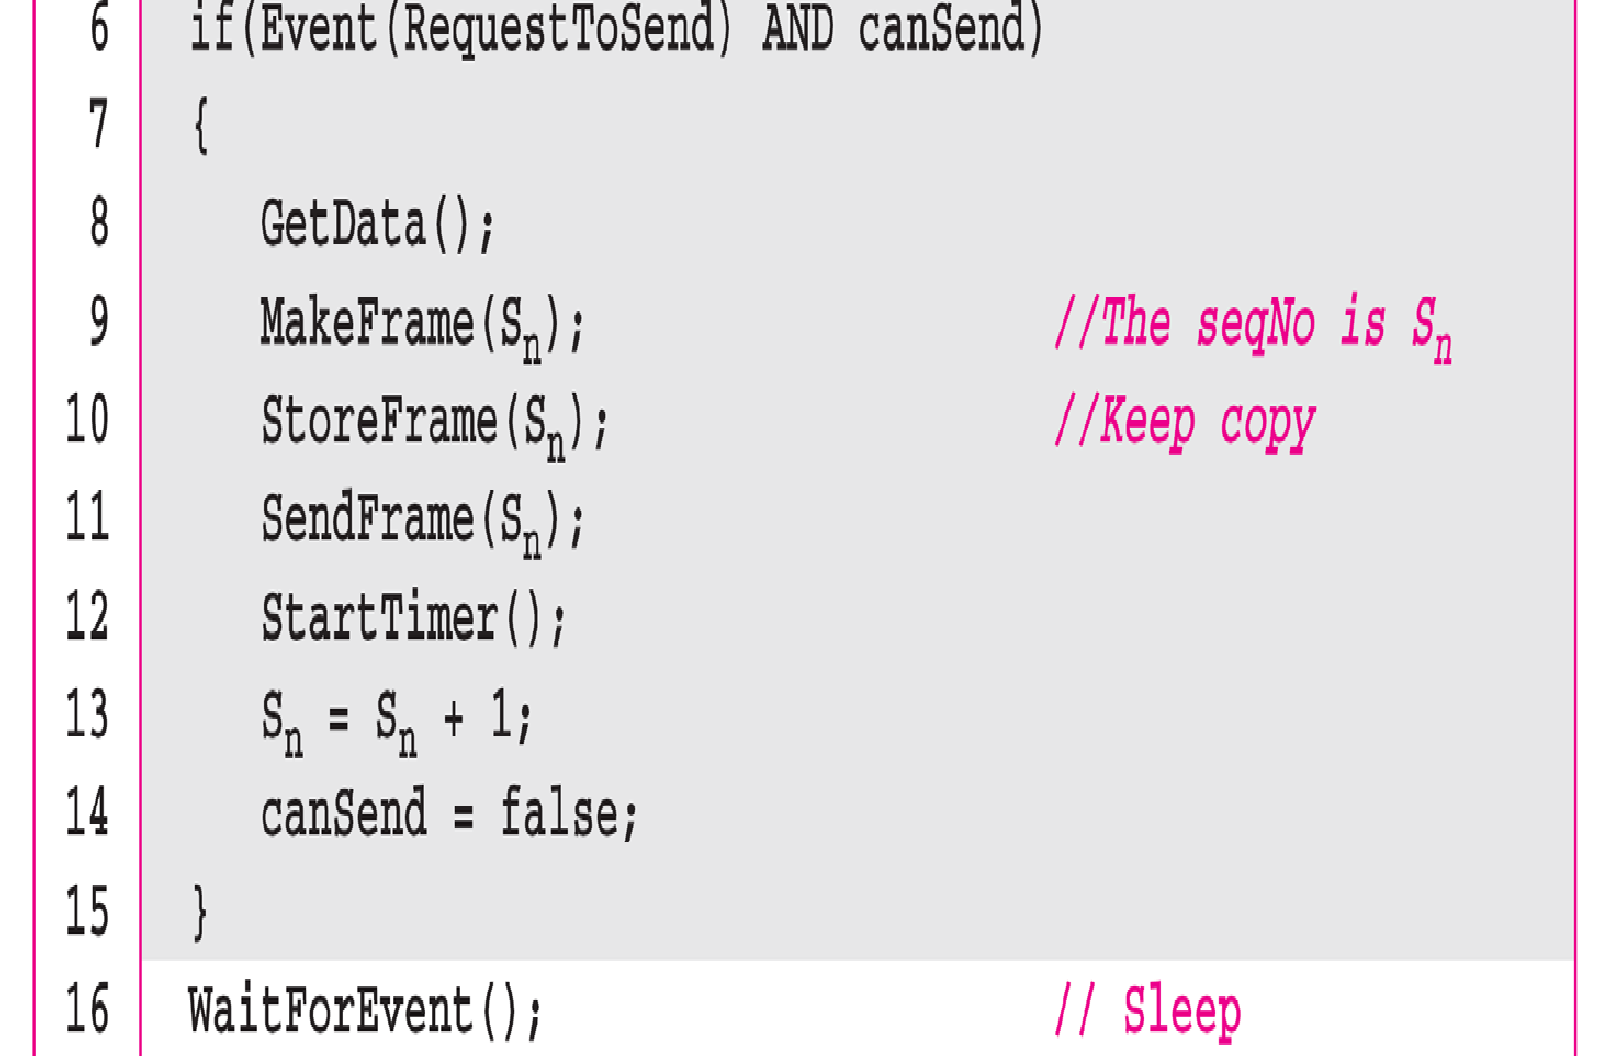 6 if(Event(RequestToSend) AND canSend)
7 {
8 GetData();
9 MakeFrame(Sn); //The seqNo is Sn
10 StoreFrame(Sn); //Keep copy
11 SendFrame(Sn);
12 StartTimer();
13 Sn = Sn + 1;
14 canSend = false;
15 }
16 WaitForEvent(); // Sleep